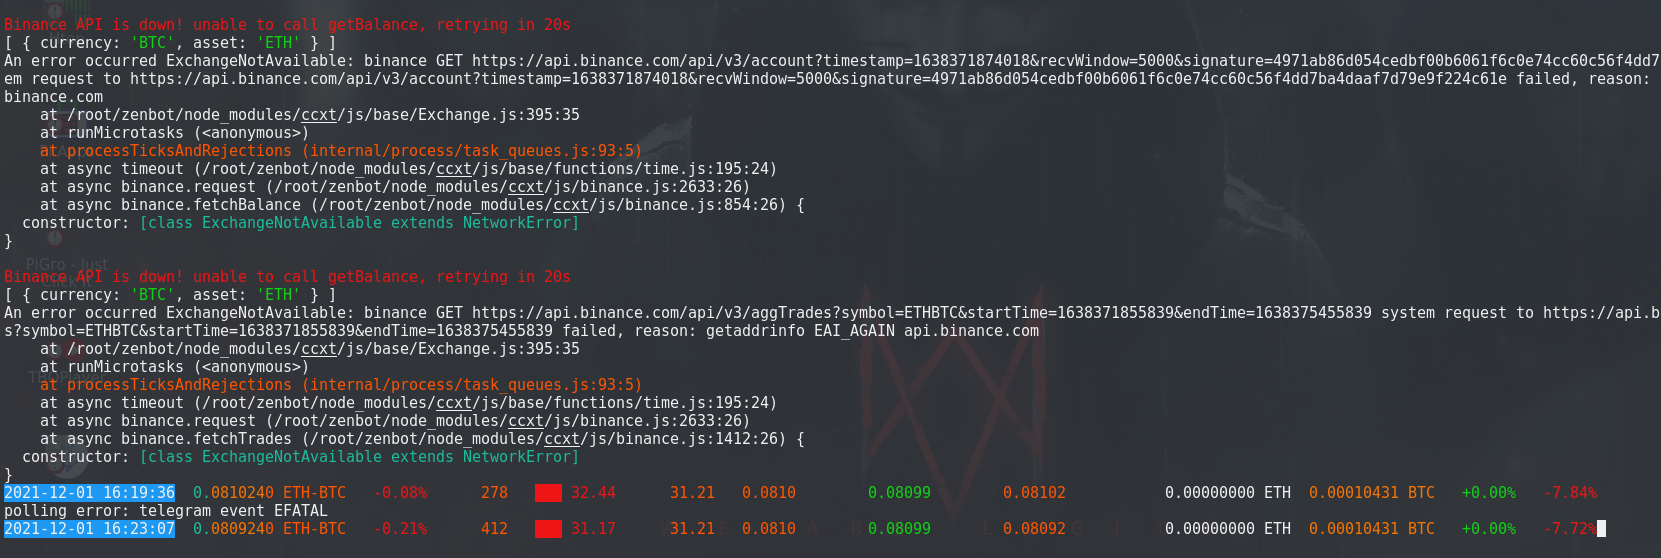 Binance API is down! unable to call getBalance, retrying in 20s
[ { currency: 'BTC', asset: 'ETH' } ]
An error occurred ExchangeNotAvailable: binance GET https://api.binance.com/api/v3/account?timestamp=1638371874018&recvWindow=5000&signature=4971ab86d054cedbf00b6061f6c0e74cc60c56f4dd7
em request to https://api.binance.com/api/v3/account?timestamp=1638371874018&recvWindow=5000&signature=4971ab86d054cedbf00b6061f6c0e74cc60c56f4dd7ba4daaf7d79e9f224c61e failed, reason:
binance.com
at /root/zenbot/node_modules/ccxt/js/base/Exchange.js:395:35
at runMicrotasks (<anonymous>)
at processTicksAndRejections (internal/process/task_queues.js:93:5)
at async timeout (/root/zenbot/node_modules/ccxt/js/base/functions/time.js:195:24)
at async binance.request (/root/zenbot/node_modules/ccxt/js/binance.js:2633:26)
at async binance.fetchBalance (/root/zenbot/node_modules/ccxt/js/binance.js:854:26) {
constructor: [class ExchangeNotAvailable extends NetworkError]
}
PiGro - Just
Click It
Binance API is down! unable to call getBalance, retrying in 20s
[ { currency: 'BTC', asset: 'ETH' } ]
An error occurred ExchangeNotAvailable: binance GET https://api.binance.com/api/v3/aggTrades?symbol=ETHBTC&startTime=1638371855839&endTime=1638375455839 system request to https://api.b
s?symbol=ETHBTC&startTime=1638371855839&endTime=1638375455839 failed, reason: getaddrinfo EAI_AGAIN api.binance.com
at /root/zenbot/node_modules/ccxt/js/base/Exchange.js:395:35
at runMicrotasks (<anonymous>)
TBOPlayer
at processTicksAndRejections (internal/process/task_queues.js:93:5)
at async timeout (/root/zenbot/node_modules/ccxt/js/base/functions/time.js:195:24)
at async binance.request (/root/zenbot/node_modules/ccxt/js/binance.js:2633:26)
at async binance.fetchTrades (/root/zenbot/node_modules/ccxt/js/binance.js:1412:26) {
constructor: [class ExchangeNotAvailable extends NetworkError]
}
2021-12-01 16:19:36 0.0810240 ETH-BTC -0.08% 278 32.44 31.21 0.0810 0.08099 0.08102 0.00000000 ETH 0.00010431 BTC +0.00% -7.84%
polling error: telegram event EFATAL
2021-12-01 16:23:07 0.0809240 ETH-BTC -0.21% 412 31.17 31.21 0.0810 0.08099 0.08092 0.00000000 ETH 0.00010431 BTC +0.00% -7.72%